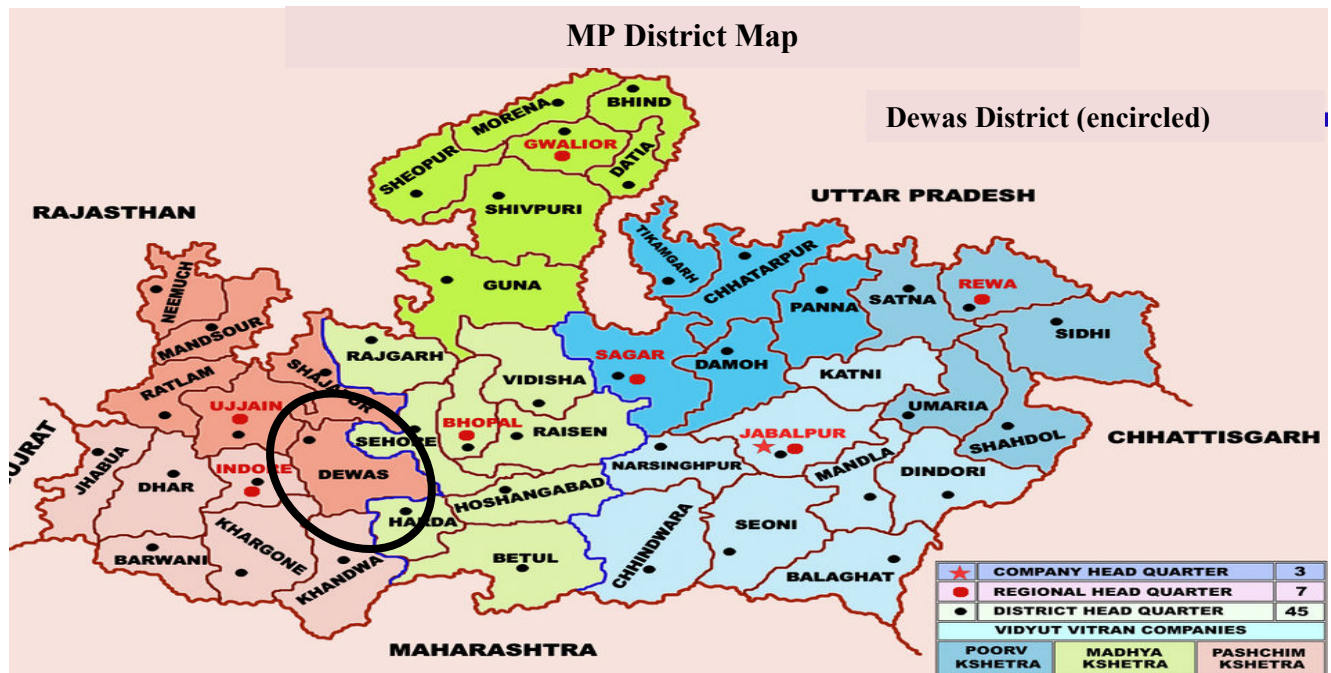 MP District Map
Dewas District (encircled)
BHIND
MORENA
GWALIOR
DATIA
SHEOPUR
UTTAR PRADESH
RAJASTHAN
SHIVPURI
TIKAMGARH
CHHATARPUR
NEEMUCH
GUNA
PANNA
SATNA
REWA
SIDHI
MANDSOUR
RAJGARH
SAGAR
DAMOH
KATNI
SHAJAPUR
VIDISHA
RATLAM
UJJAIN
BHOPAL
RAISEN
UMARIA
SEHORE
JABALPUR
SHAHDOL
CHHATTISGARH
UJRAT
JHABUA
DHAR
INDORE
DEWAS
NARSINGHPUR
MANDLA
DINDORI
HOSHANGABAD
HARDA
SEONI
KHARGONE
BARWANI
KHANDWA
BETUL
CHHINDWARA
BALAGHAT
MAHARASHTRA
COMPANY HEAD QUARTER 3
REGIONAL HEAD QUARTER 7
DISTRICT HEAD QUARTER 45
VIDYUT VITRAN COMPANIES
POORV KSHETRA
MADHYA KSHETRA
PASHCHIM KSHETRA